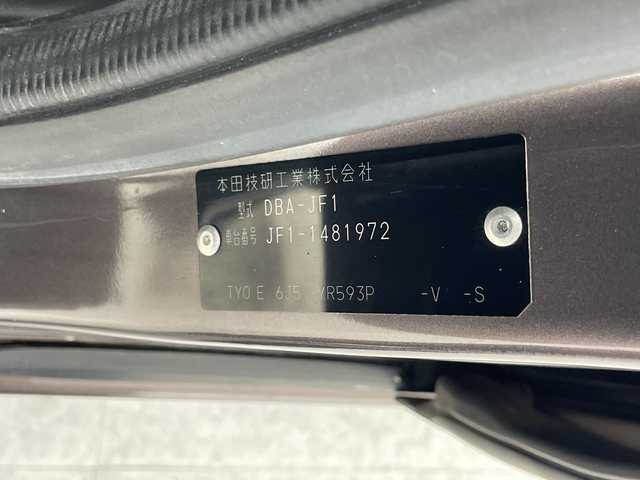 本田技研工業株式会社
型式 DBA-JF1
車台番号 JF1-1481972
TYO E 6J5 YR593P -V -S